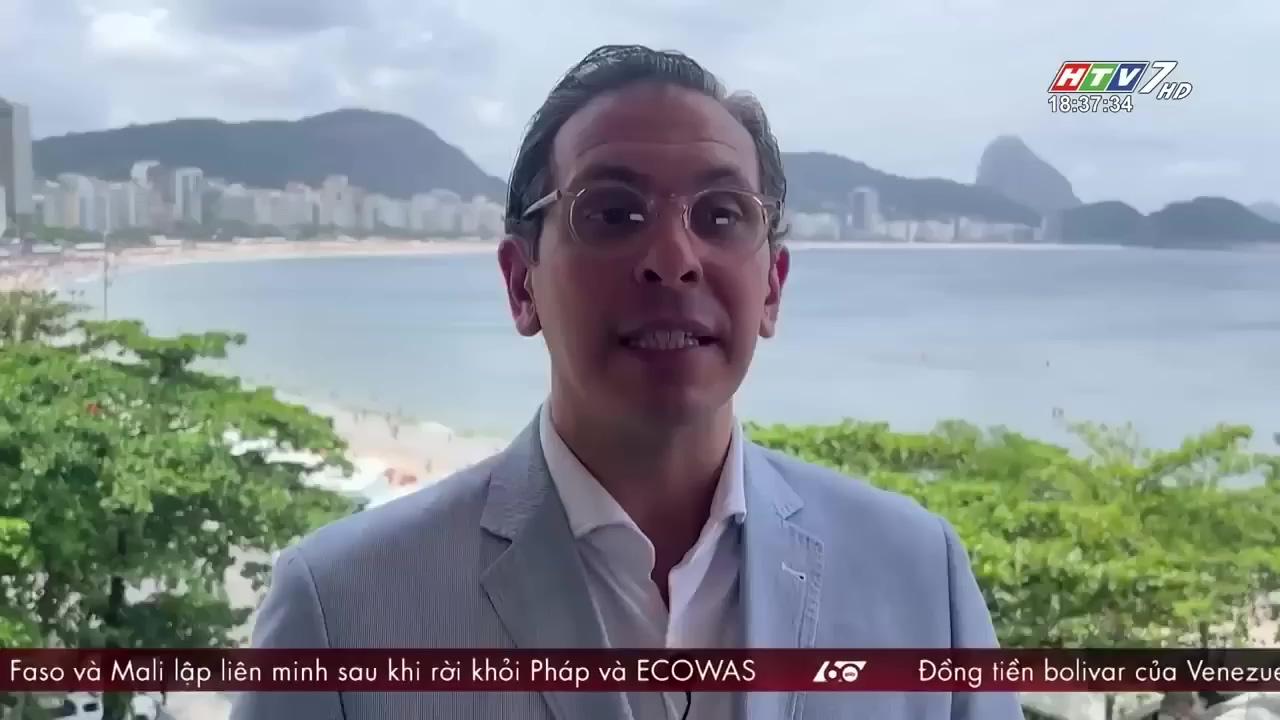 HTV7 HD
18:37:34
Faso và Mali lập liên minh sau khi rời khỏi Pháp và ECOWAS 60 Đồng tiền bolivar của Venezue